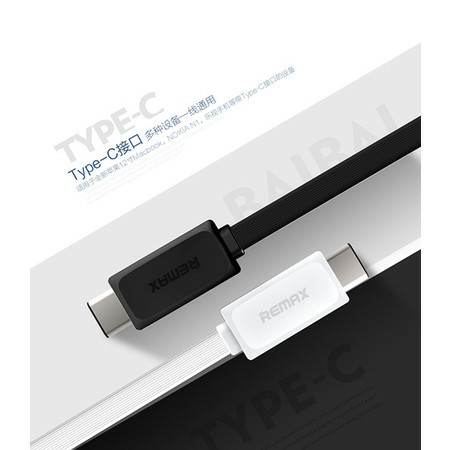 TYPE-C
Type-C接口 多种设备一线通用
适用于全新苹果12寸Macbook、NOKIA N1、乐视手机等带Type-C接口的设备
BAIBAI
REMAX
REMAX
TYPE-C